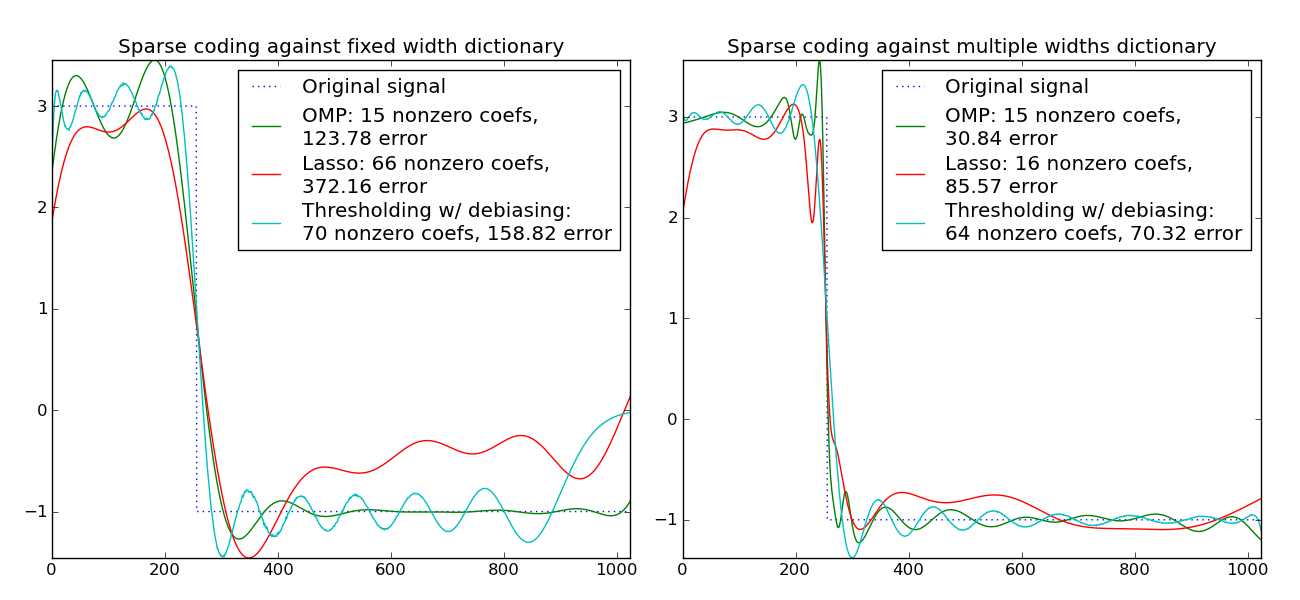 Sparse coding against fixed width dictionary
3
2
1
0
−1
0
200
400
600
800
1000
Original signal
OMP: 15 nonzero coefs,
123.78 error
Lasso: 66 nonzero coefs,
372.16 error
Thresholding w/ debiasing:
70 nonzero coefs, 158.82 error
Sparse coding against multiple widths dictionary
3
2
1
0
−1
0
200
400
600
800
1000
Original signal
OMP: 15 nonzero coefs,
30.84 error
Lasso: 16 nonzero coefs,
85.57 error
Thresholding w/ debiasing:
64 nonzero coefs, 70.32 error